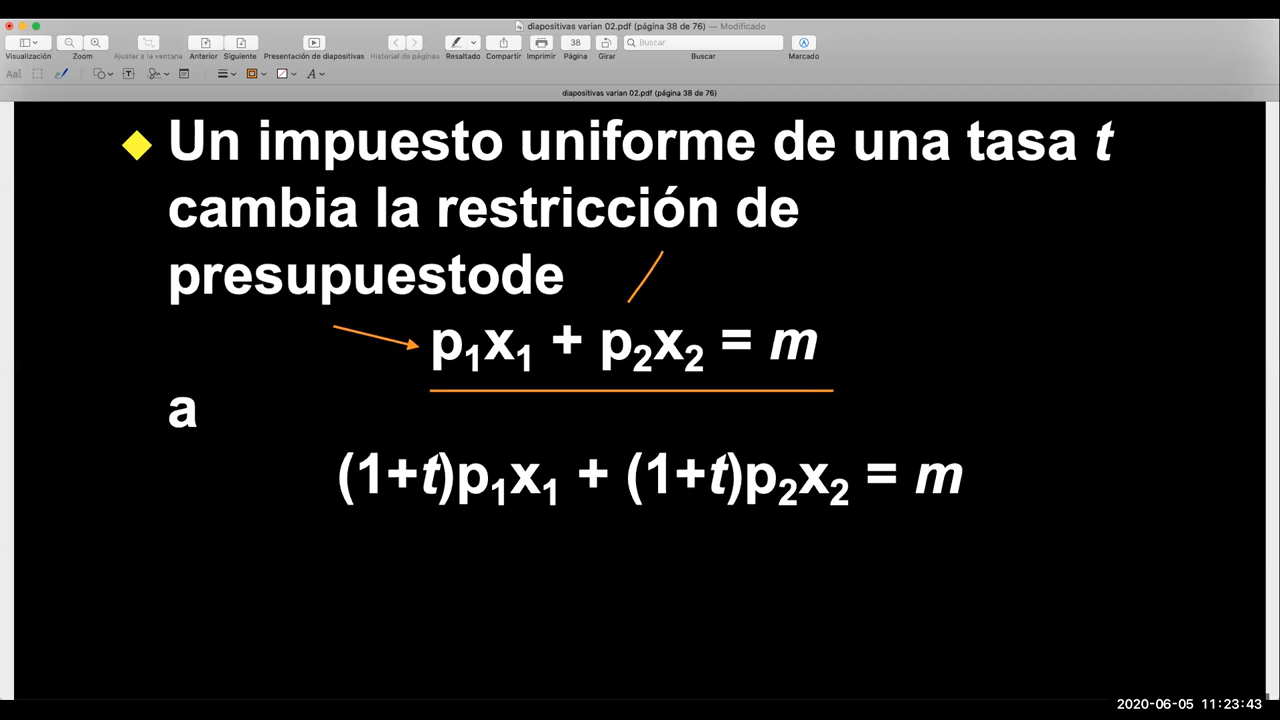 diapositivas varian 02.pdf (página 38 de 76) — Modificado
38
Buscar
Visualización Zoom Ajustar a la ventana Anterior Siguiente Presentación de diapositivas Historial de páginas Resaltado Compartir Imprimir Página Girar Buscar Marcado
diapositivas varian 02.pdf (página 38 de 76)
Un impuesto uniforme de una tasa t
cambia la restricción de
presupuestode
p₁x₁ + p₂x₂ = m
a
(1+t)p₁x₁ + (1+t)p₂x₂ = m
2020-06-05 11:23:43